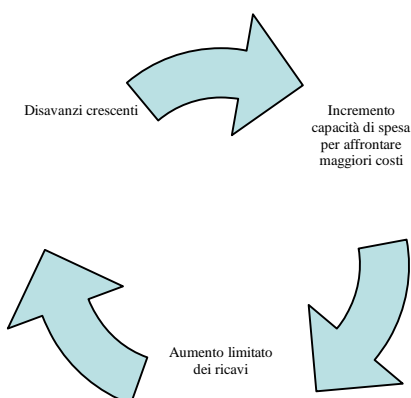 Disavanzi crescenti
Incremento
capacità di spesa
per affrontare
maggiori costi
Aumento limitato
dei ricavi